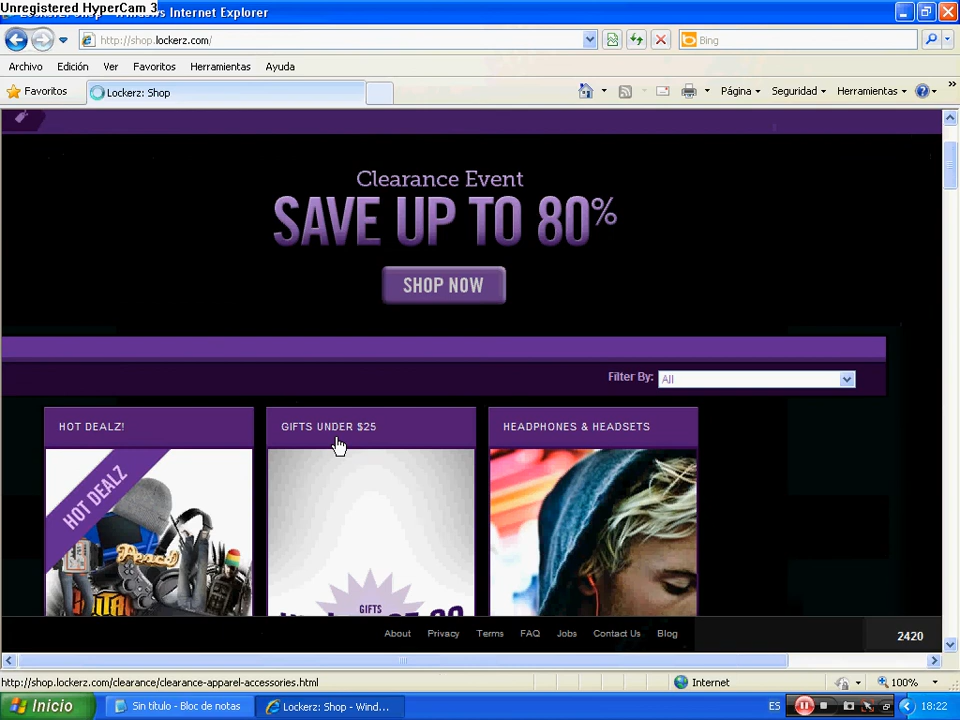 Unregistered HyperCam 3
Windows Internet Explorer
http://shop.lockerz.com/
Bing
Archivo Edición Ver Favoritos Herramientas Ayuda
Favoritos
Lockerz: Shop
Página
Seguridad
Herramientas
Clearance Event
SAVE UP TO 80%
SHOP NOW
Filter By: All
HOT DEALZ!
GIFTS UNDER $25
HEADPHONES & HEADSETS
HOT DEALZ
GIFTS
About Privacy Terms FAQ Jobs Contact Us Blog
2420
http://shop.lockerz.com/clearance/clearance-apparel-accessories.html
Internet
100%
Inicio
Sin título - Bloc de notas
Lockerz: Shop - Wind...
ES
18:22